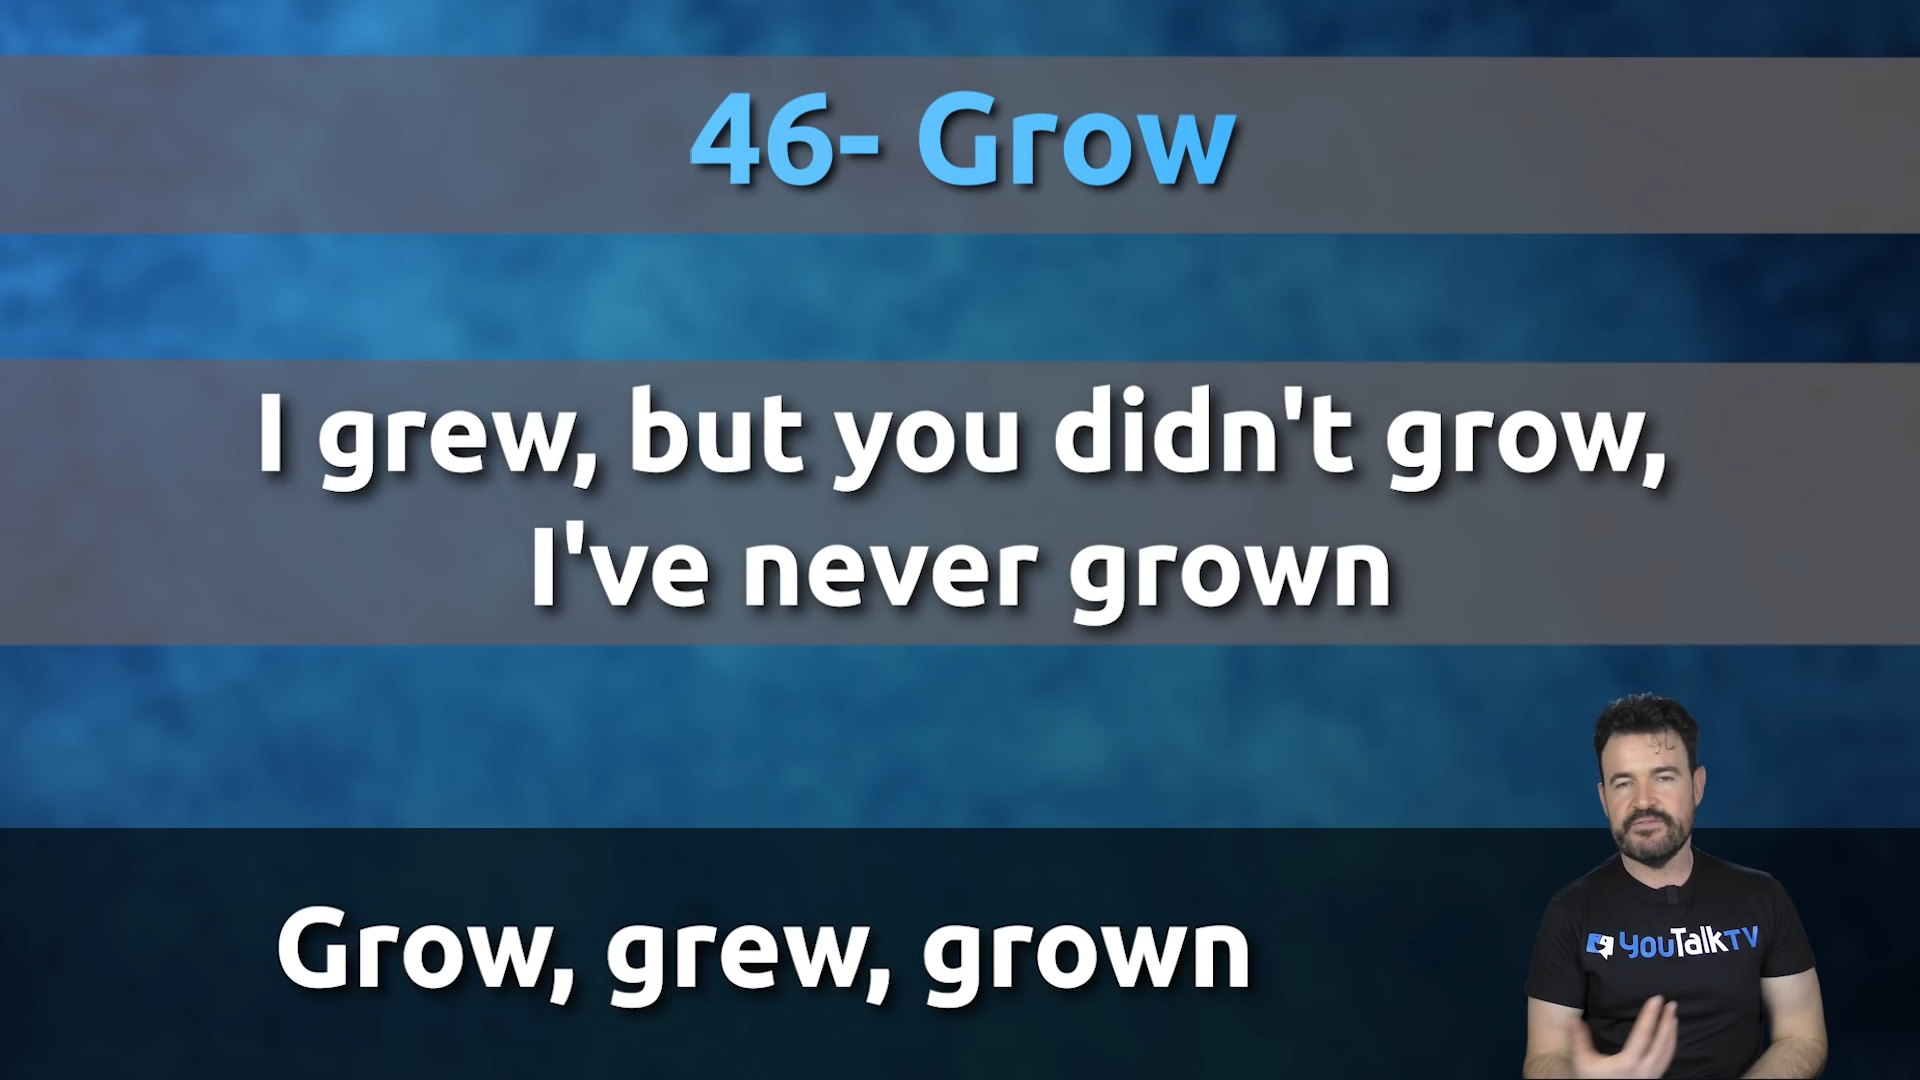 46- Grow
I grew, but you didn't grow,
I've never grown
Grow, grew, grown
youTalkTV